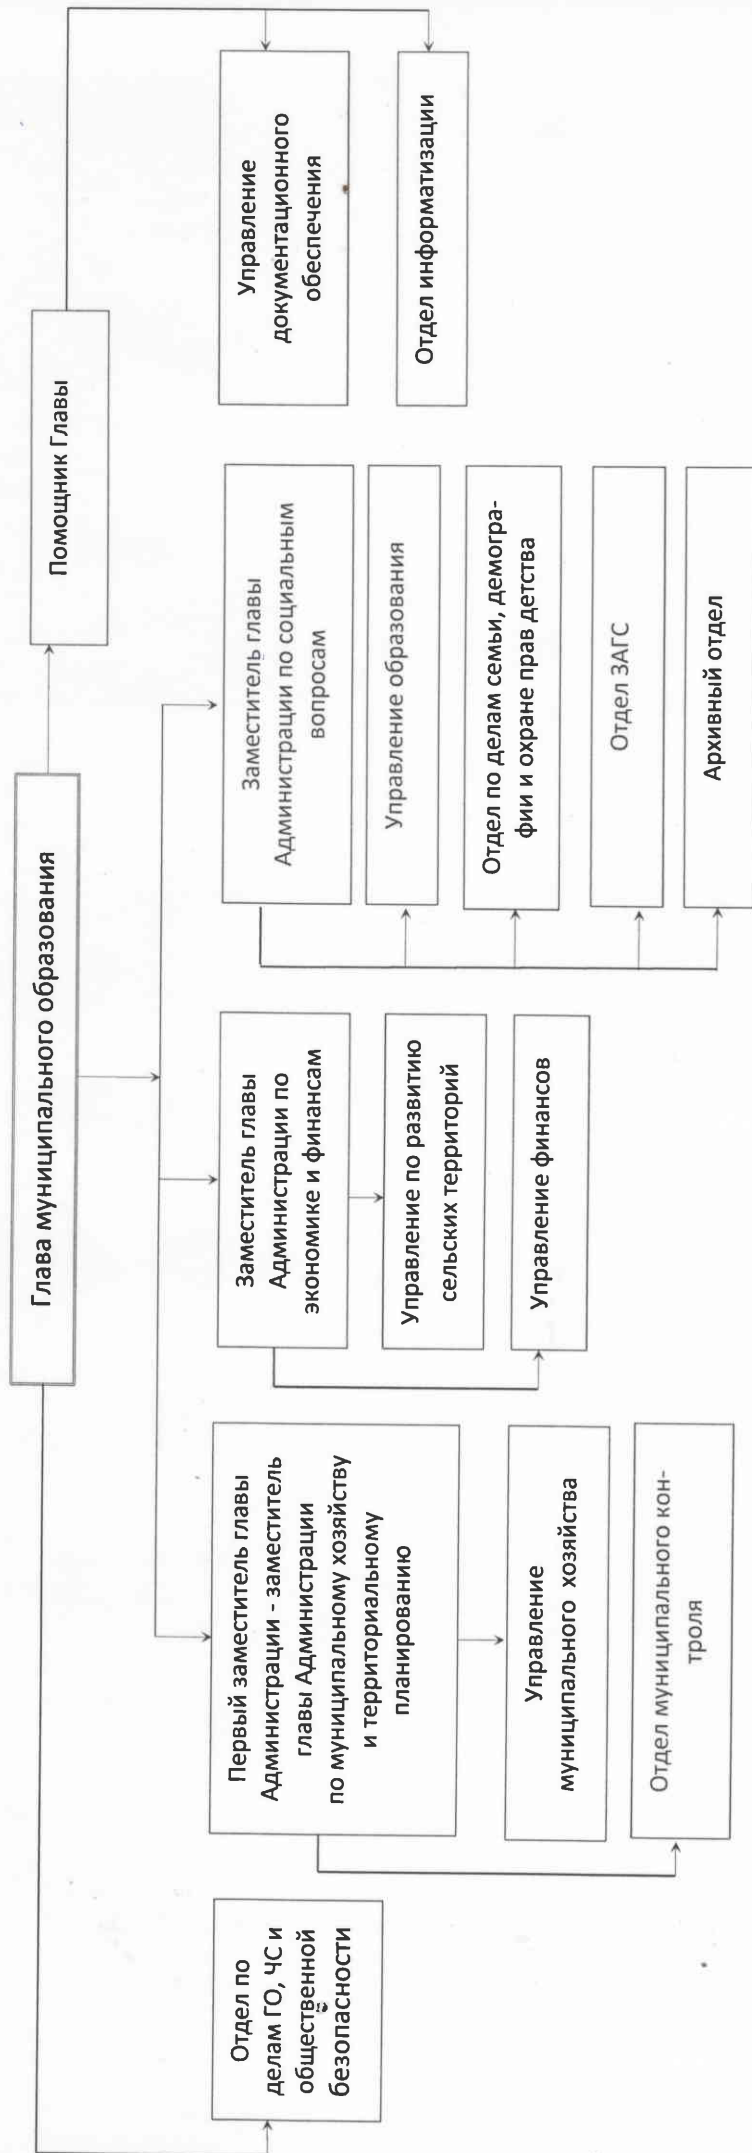 Глава муниципального образования
Помощник Главы
Отдел по
делам ГО, ЧС и
общественной
безопасности
Первый заместитель главы
Администрации - заместитель
главы Администрации
по муниципальному хозяйству
и территориальному
планированию
Управление
муниципального хозяйства
Отдел муниципального кон-
троля
Заместитель главы
Администрации по
экономике и финансам
Управление по развитию
сельских территорий
Управление финансов
Заместитель главы
Администрации по социальным
вопросам
Управление образования
Отдел по делам семьи, демогра-
фии и охране прав детства
Отдел ЗАГС
Архивный отдел
Управление
документационного
обеспечения
Отдел информатизации